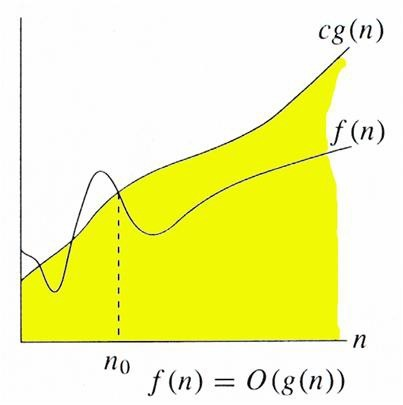 cg(n)
f(n)
n
n₀
f(n) = O(g(n))